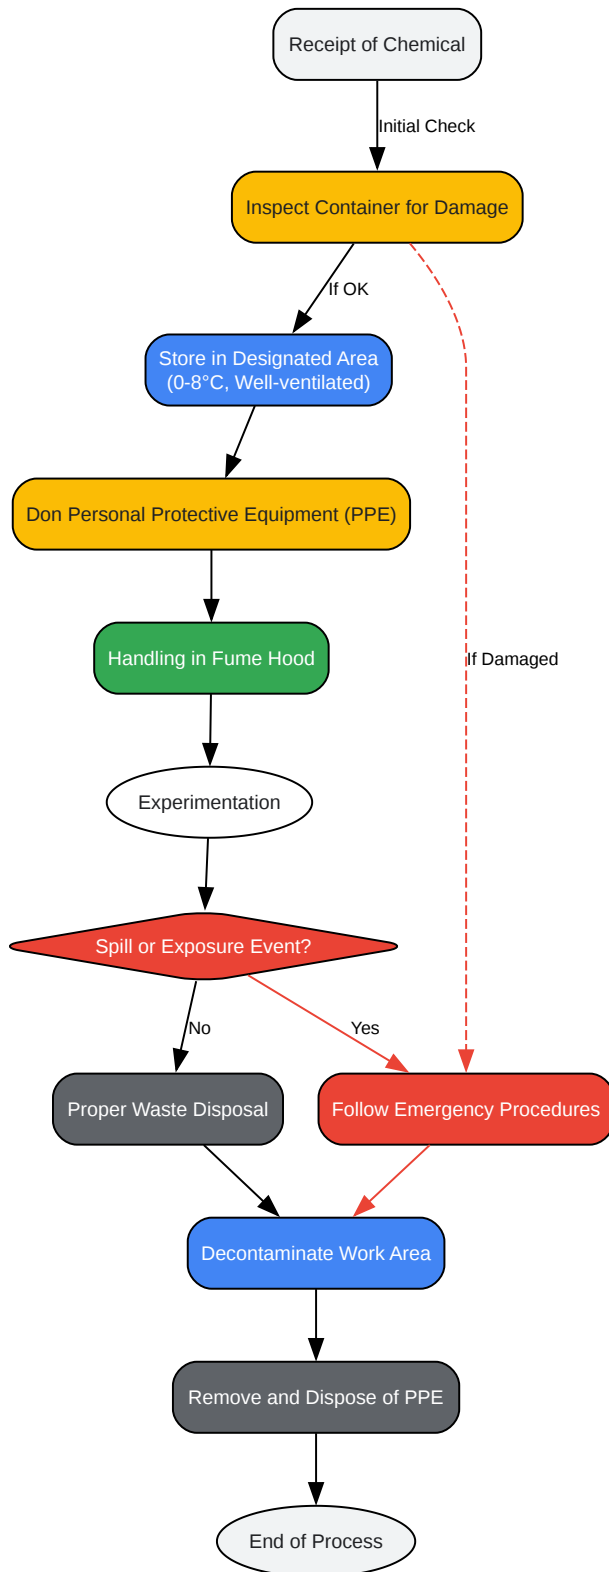 Receipt of Chemical
Initial Check
Inspect Container for Damage
If OK
Store in Designated Area
(0-8°C, Well-ventilated)
Don Personal Protective Equipment (PPE)
Handling in Fume Hood
If Damaged
Experimentation
Spill or Exposure Event?
No
Yes
Proper Waste Disposal
Follow Emergency Procedures
Decontaminate Work Area
Remove and Dispose of PPE
End of Process